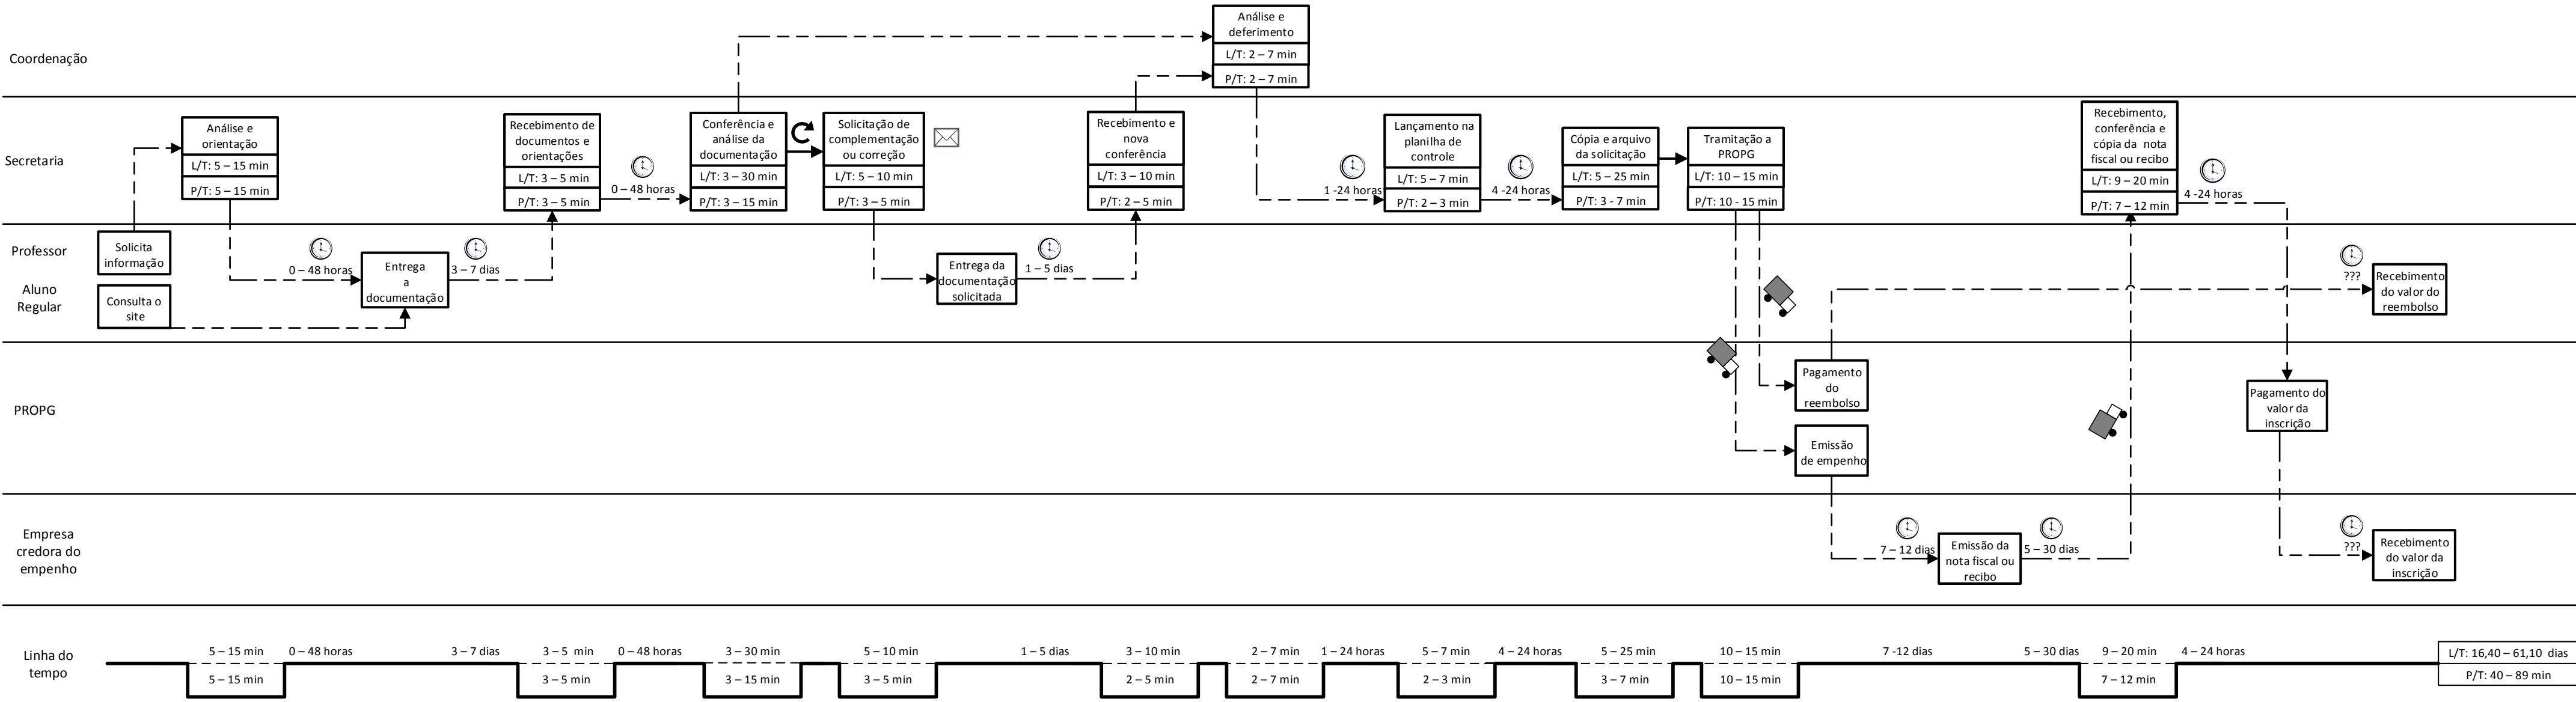 Coordenação
Análise e
deferimento
L/T: 2 – 7 min
P/T: 2 – 7 min
Secretaria
Análise e
orientação
L/T: 5 – 15 min
P/T: 5 – 15 min
Recebimento de
documentos e
orientações
L/T: 3 – 5 min
P/T: 3 – 5 min
0 – 48 horas
Conferência e
análise da
documentação
L/T: 3 – 30 min
P/T: 3 – 15 min
Solicitação de
complementação
ou correção
L/T: 5 – 10 min
P/T: 3 – 5 min
Recebimento e
nova
conferência
L/T: 3 – 10 min
P/T: 2 – 5 min
1 -24 horas
Lançamento na
planilha de
controle
L/T: 5 – 7 min
P/T: 2 – 3 min
4 -24 horas
Cópia e arquivo
da solicitação
L/T: 5 – 25 min
P/T: 3 - 7 min
Tramitação a
PROPG
L/T: 10 – 15 min
P/T: 10 - 15 min
Recebimento,
conferência e
cópia da nota
fiscal ou recibo
L/T: 9 – 20 min
P/T: 7 – 12 min
4 -24 horas
Professor
Aluno
Regular
Solicita
informação
Consulta o
site
0 – 48 horas
Entrega
a
documentação
3 – 7 dias
Entrega da
documentação
solicitada
1 – 5 dias
???
Recebimento
do valor do
reembolso
PROPG
Pagamento
do
reembolso
Emissão
de empenho
Pagamento do
valor da
inscrição
Empresa
credora do
empenho
7 – 12 dias
Emissão da
nota fiscal ou
recibo
5 – 30 dias
???
Recebimento
do valor da
inscrição
Linha do
tempo
5 – 15 min 0 – 48 horas 3 – 7 dias 3 – 5 min 0 – 48 horas 3 – 30 min 5 – 10 min 1 – 5 dias 3 – 10 min 2 – 7 min 1 – 24 horas 5 – 7 min 4 – 24 horas 5 – 25 min 10 – 15 min 7 -12 dias 5 – 30 dias 9 – 20 min 4 – 24 horas
5 – 15 min 3 – 5 min 3 – 15 min 3 – 5 min 2 – 5 min 2 – 7 min 2 – 3 min 3 – 7 min 10 – 15 min 7 – 12 min
L/T: 16,40 – 61,10 dias
P/T: 40 – 89 min